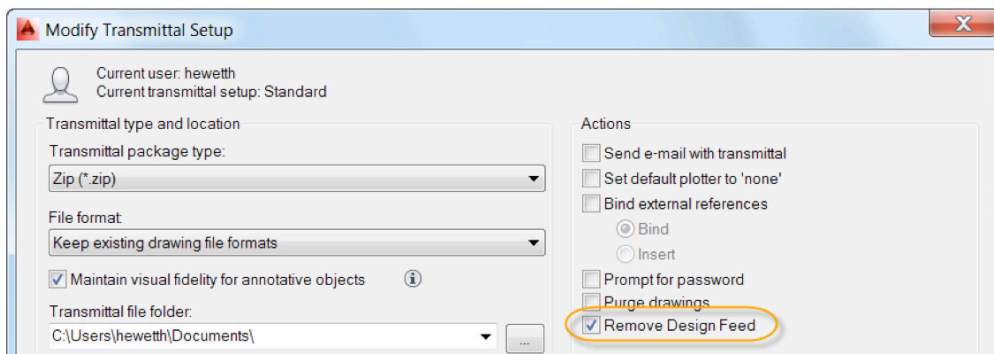 Modify Transmittal Setup
Current user: hewetth
Current transmittal setup: Standard
Transmittal type and location
Transmittal package type:
Zip (*.zip)
File format:
Keep existing drawing file formats
Maintain visual fidelity for annotative objects
Transmittal file folder:
C:\Users\hewetth\Documents\
...
Actions
Send e-mail with transmittal
Set default plotter to 'none'
Bind external references
Bind
Insert
Prompt for password
Purge drawings
Remove Design Feed